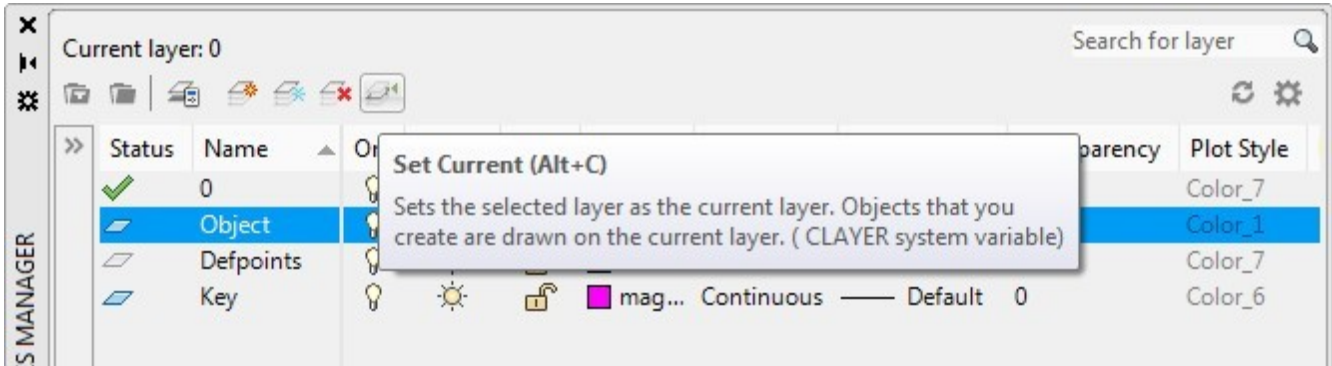 Current layer: 0
Search for layer
Status Name parency Plot Style
Set Current (Alt+C)
Sets the selected layer as the current layer. Objects that you
create are drawn on the current layer. ( CLAYER system variable)
0 Color_7
Object Color_1
Defpoints Color_7
Key mag... Continuous Default 0 Color_6
S MANAGER